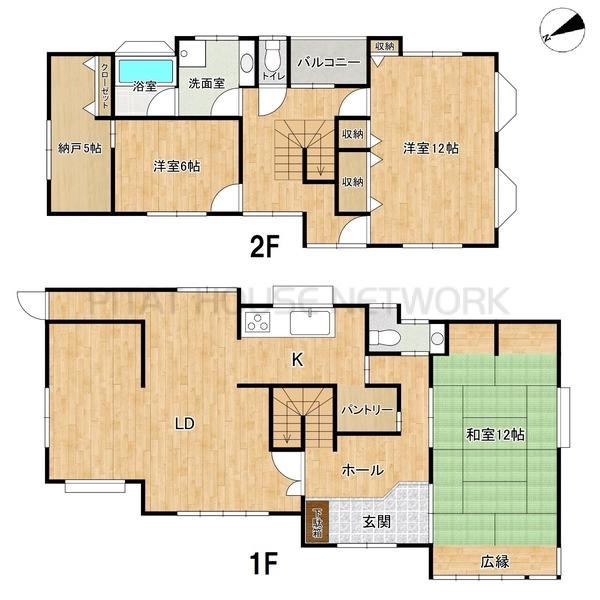 N
収納
クローゼット
浴室
洗面室
トイレ
バルコニー
納戸5帖
洋室6帖
収納
洋室12帖
収納
2F
PITAT HOUSE NETWORK
K
LD
パントリー
和室12帖
ホール
下駄箱
玄関
広縁
1F